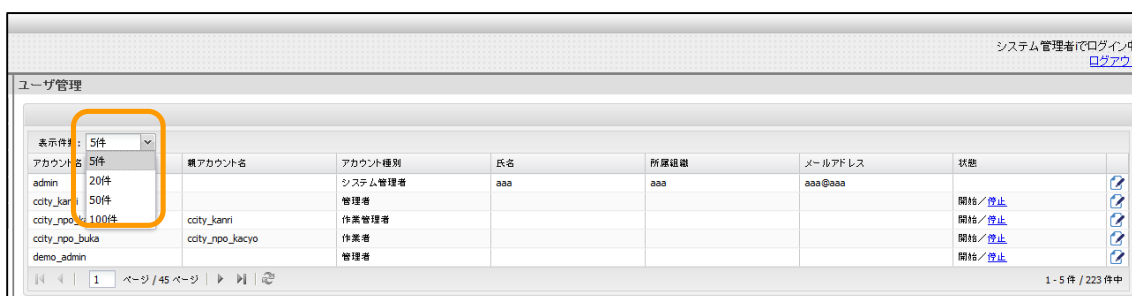 システム管理者iでログイン中
ログアウ
ユーザ管理
表示件 : 5件
アカウント名 親アカウント名 アカウント種別 氏名 所属組織 メールアドレス 状態
5件
20件
50件
100件
admin システム管理者 aaa aaa aaa@aaa
ccity_kanri 管理者 開始／停止
ccity_npo_k ccity_kanri 作業管理者 開始／停止
ccity_npo_buka ccity_npo_kacyo 作業者 開始／停止
demo_admin 管理者 開始／停止
1 ページ / 45 ページ 1 - 5 件 / 223 件中